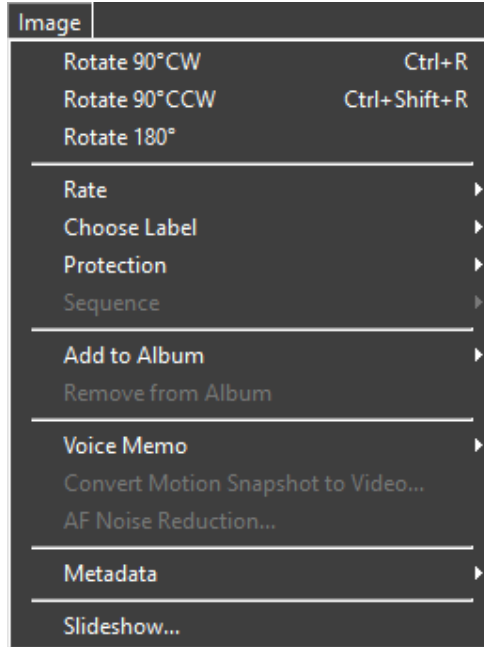 Image
Rotate 90°CW Ctrl+R
Rotate 90°CCW Ctrl+Shift+R
Rotate 180°
Rate
Choose Label
Protection
Sequence
Add to Album
Remove from Album
Voice Memo
Convert Motion Snapshot to Video...
AF Noise Reduction...
Metadata
Slideshow...